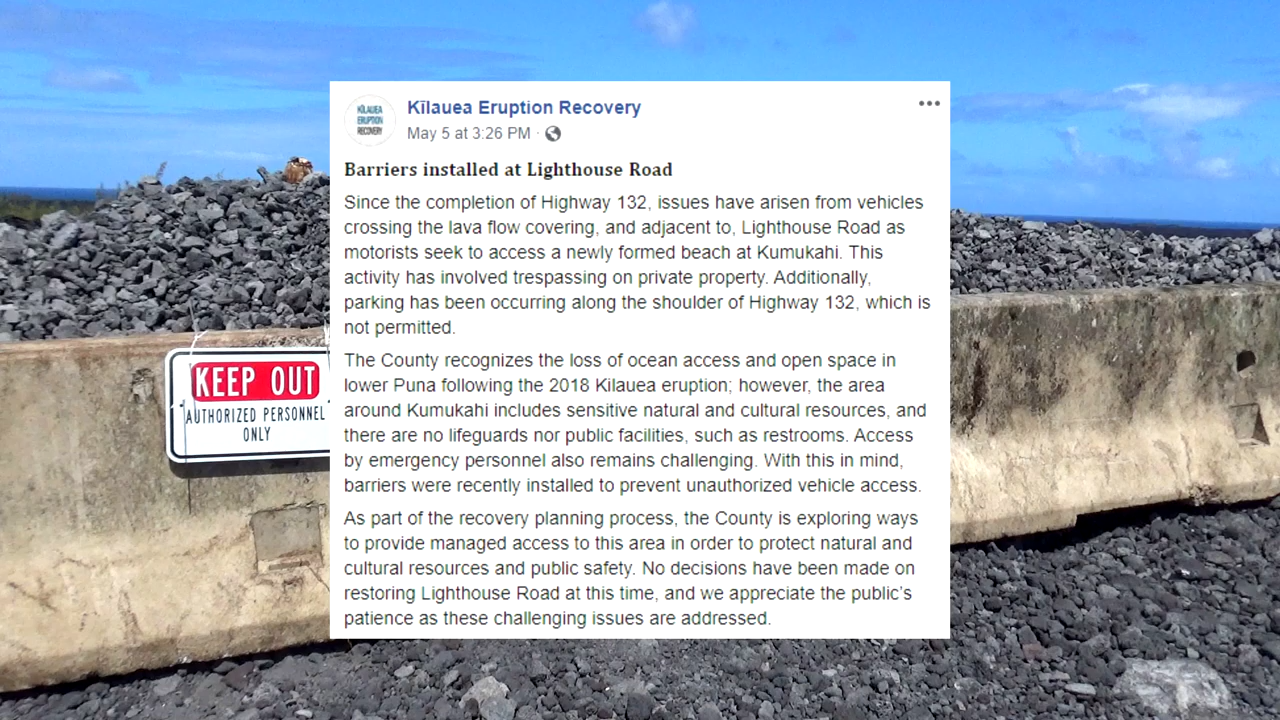 KĪLAUEA
ERUPTION
RECOVERY
Kīlauea Eruption Recovery
May 5 at 3:26 PM ·
Barriers installed at Lighthouse Road
Since the completion of Highway 132, issues have arisen from vehicles
crossing the lava flow covering, and adjacent to, Lighthouse Road as
motorists seek to access a newly formed beach at Kumukahi. This
activity has involved trespassing on private property. Additionally,
parking has been occurring along the shoulder of Highway 132, which is
not permitted.
The County recognizes the loss of ocean access and open space in
lower Puna following the 2018 Kilauea eruption; however, the area
around Kumukahi includes sensitive natural and cultural resources, and
there are no lifeguards nor public facilities, such as restrooms. Access
by emergency personnel also remains challenging. With this in mind,
barriers were recently installed to prevent unauthorized vehicle access.
As part of the recovery planning process, the County is exploring ways
to provide managed access to this area in order to protect natural and
cultural resources and public safety. No decisions have been made on
restoring Lighthouse Road at this time, and we appreciate the public's
patience as these challenging issues are addressed.
KEEP OUT
AUTHORIZED PERSONNEL
ONLY